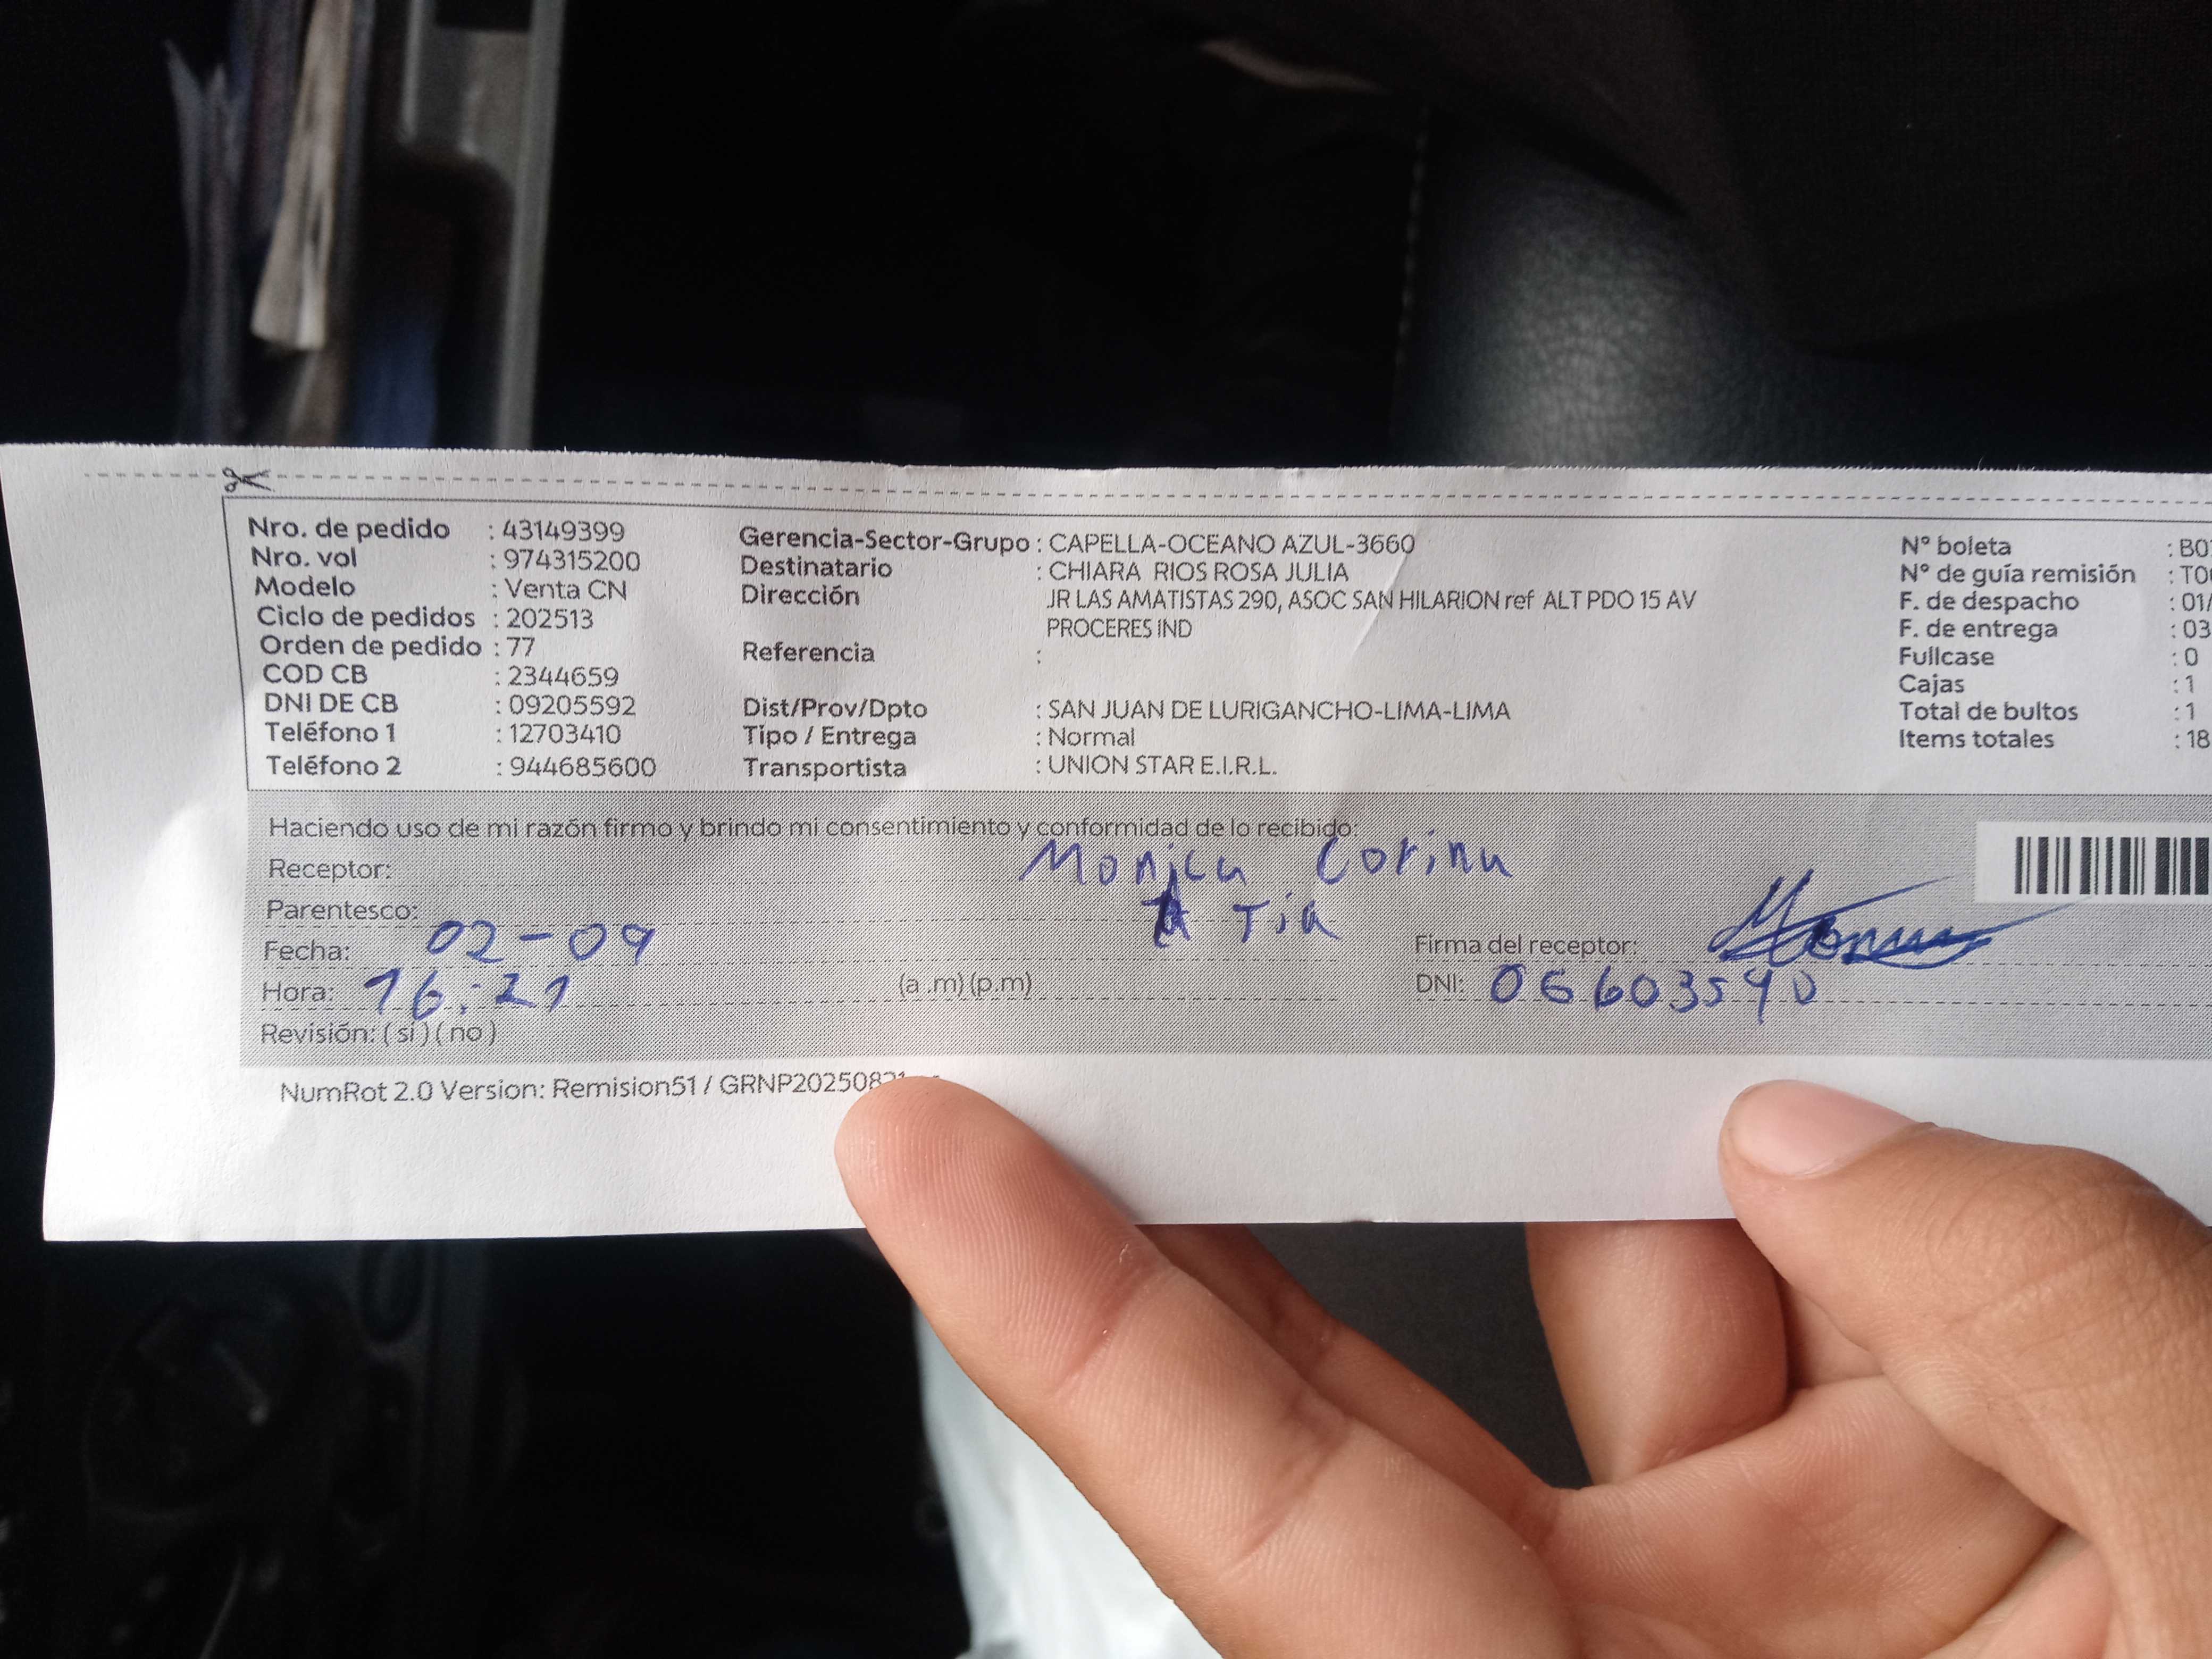 Nro. de pedido : 43149399
Nro. vol : 974315200
Modelo : Venta CN
Ciclo de pedidos : 202513
Orden de pedido : 77
COD CB : 2344659
DNI DE CB : 09205592
Teléfono 1 : 12703410
Teléfono 2 : 944685600
Gerencia-Sector-Grupo : CAPELLA-OCEANO AZUL-3660
Destinatario : CHIARA RIOS ROSA JULIA
Dirección JR LAS AMATISTAS 290, ASOC SAN HILARION ref ALT PDO 15 AV
PROCERES IND
Referencia :
Dist/Prov/Dpto : SAN JUAN DE LURIGANCHO-LIMA-LIMA
Tipo / Entrega : Normal
Transportista : UNION STAR E.I.R.L.
N° boleta : B0
N° de guía remisión : T0
F. de despacho : 01/
F. de entrega : 03
Fullcase : 0
Cajas : 1
Total de bultos : 1
Items totales : 18
Haciendo uso de mi razón firmo y brindo mi consentimiento y conformidad de lo recibido:
Receptor: Monica Corina
Parentesco: Tia
Fecha: 02-09
Firma del receptor:
Hora: 16:21 (a .m) (p.m)
DNI: 06603540
Revisión: ( si ) ( no )
NumRot 2.0 Version: Remision51 / GRNP202508